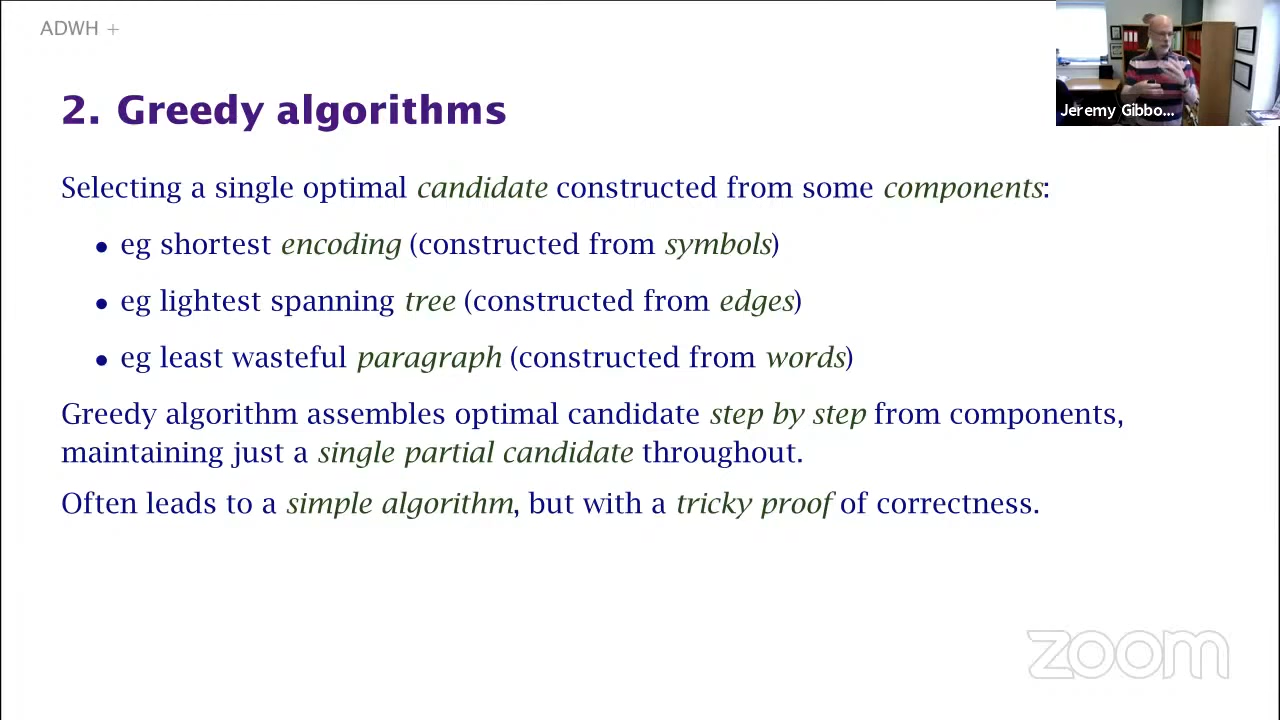 ADWH +
Jeremy Gibbo...
2. Greedy algorithms
Selecting a single optimal candidate constructed from some components:
• eg shortest encoding (constructed from symbols)
• eg lightest spanning tree (constructed from edges)
• eg least wasteful paragraph (constructed from words)
Greedy algorithm assembles optimal candidate step by step from components,
maintaining just a single partial candidate throughout.
Often leads to a simple algorithm, but with a tricky proof of correctness.
zoom